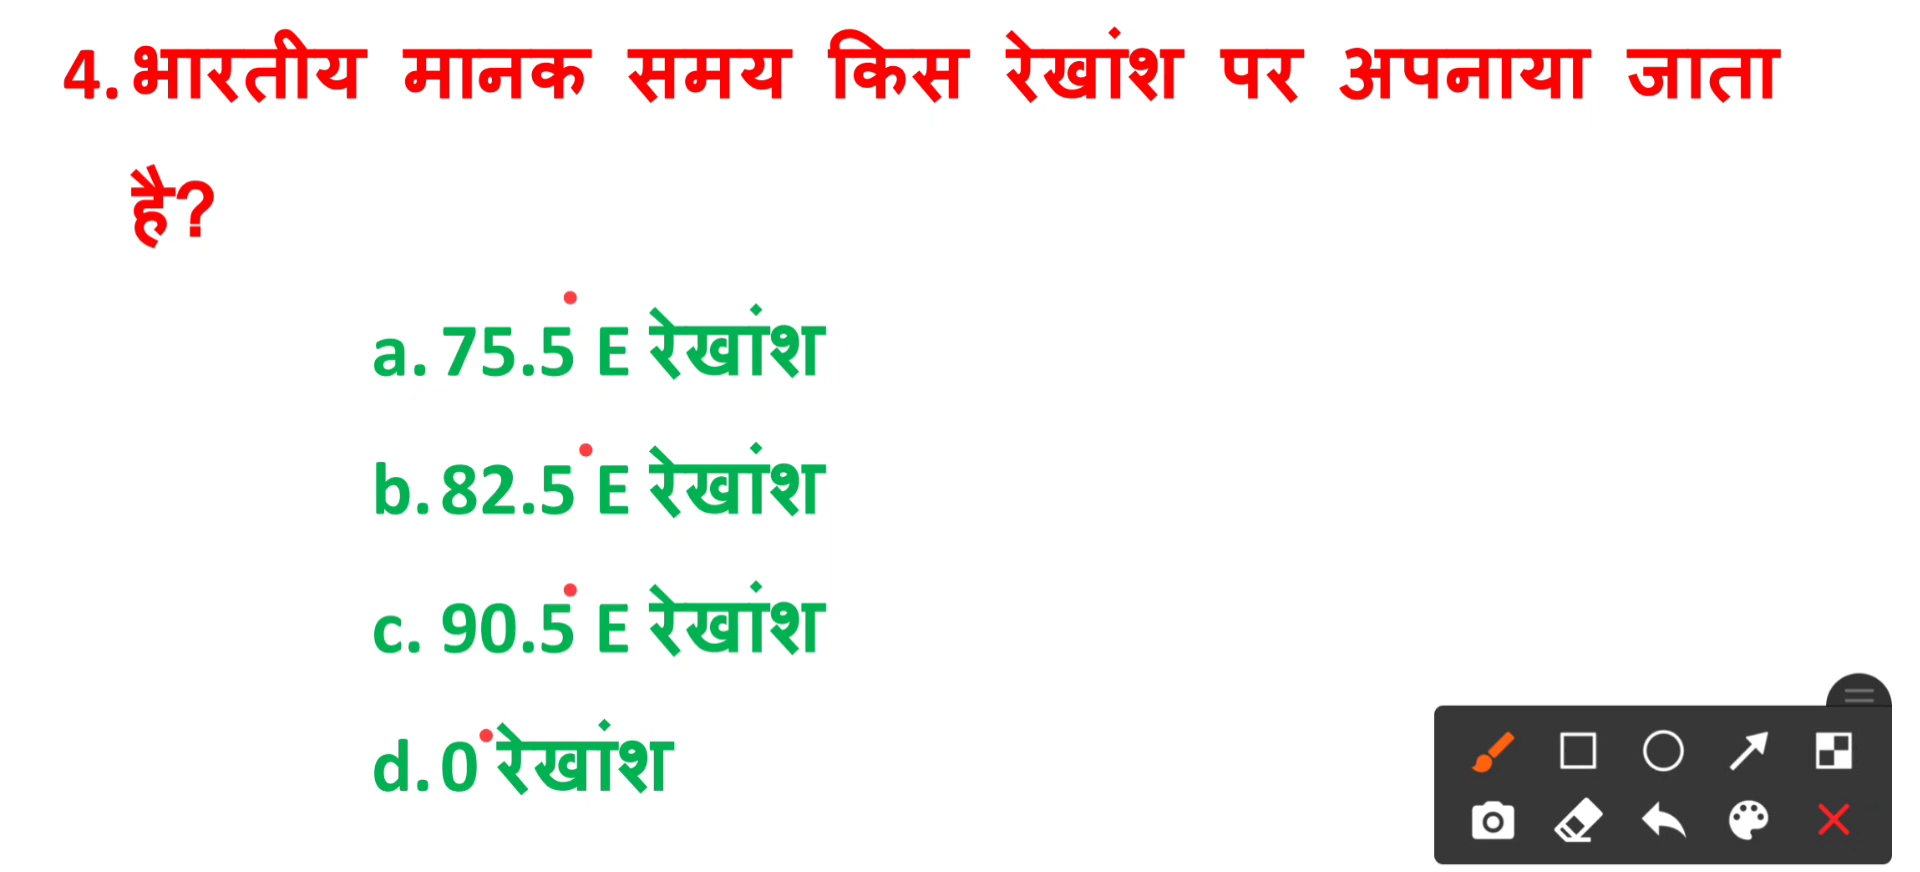 4. भारतीय मानक समय किस रेखांश पर अपनाया जाता
है?
a. 75.5° E रेखांश
b. 82.5° E रेखांश
c. 90.5° E रेखांश
d. 0° रेखांश